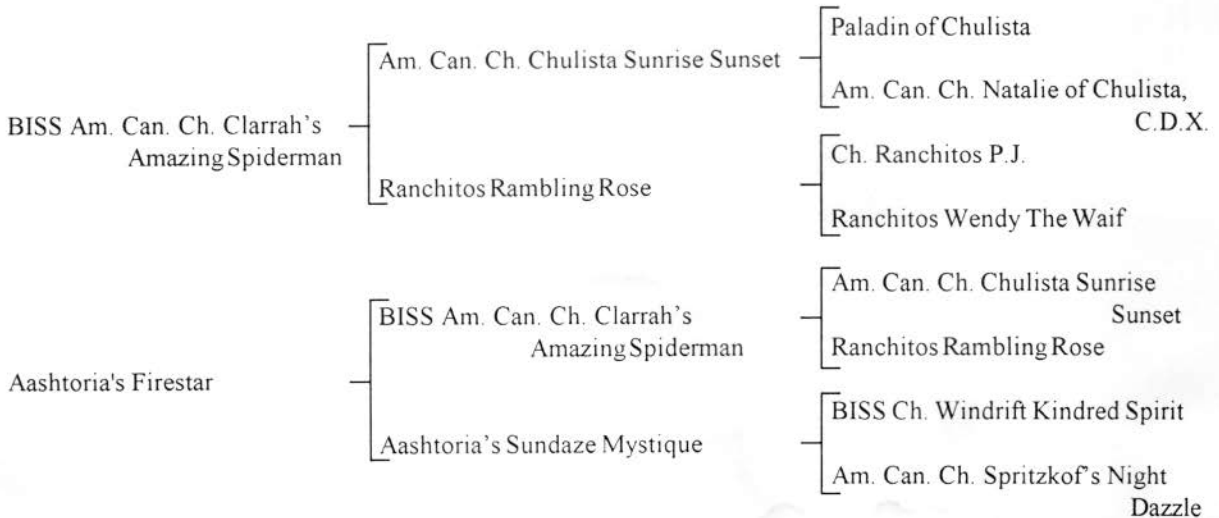 Paladin of Chulista
Am. Can. Ch. Chulista Sunrise Sunset
Am. Can. Ch. Natalie of Chulista,
C.D.X.
BISS Am. Can. Ch. Clarrah's
Amazing Spiderman
Ch. Ranchitos P.J.
Ranchitos Rambling Rose
Ranchitos Wendy The Waif
Am. Can. Ch. Chulista Sunrise
Sunset
BISS Am. Can. Ch. Clarrah's
Amazing Spiderman
Ranchitos Rambling Rose
Aashtoria's Firestar
BISS Ch. Windrift Kindred Spirit
Aashtoria’s Sundaze Mystique
Am. Can. Ch. Spritzkof’s Night
Dazzle